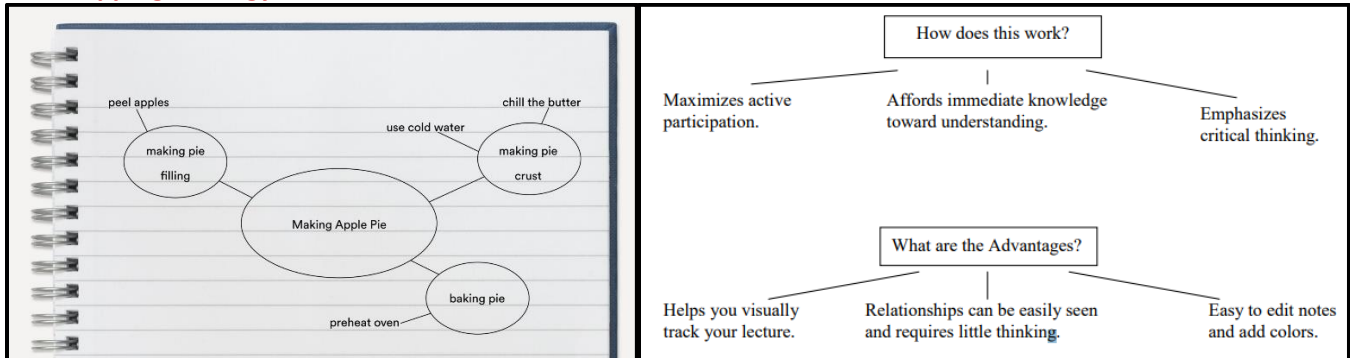 peel apples
making pie
filling
chill the butter
use cold water
making pie
crust
Making Apple Pie
baking pie
preheat oven
How does this work?
Maximizes active
participation.
Affords immediate knowledge
toward understanding.
Emphasizes
critical thinking.
What are the Advantages?
Helps you visually
track your lecture.
Relationships can be easily seen
and requires little thinking.
Easy to edit notes
and add colors.